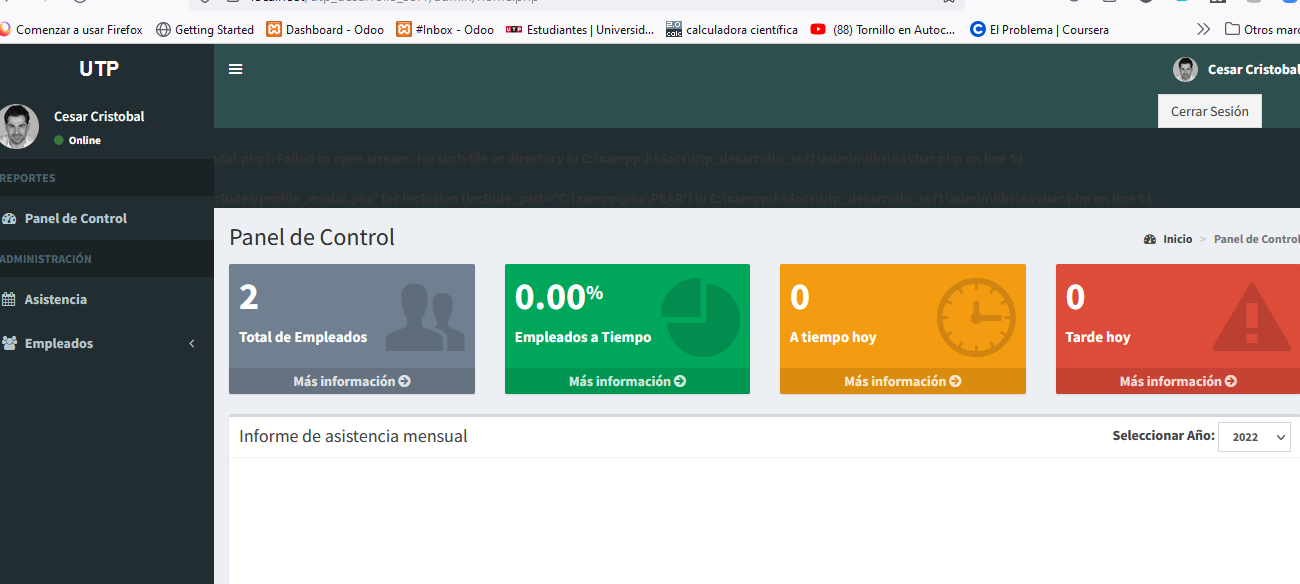 Comenzar a usar Firefox Getting Started Dashboard - Odoo #Inbox - Odoo UTP Estudiantes | Universid... calculadora científica (88) Tornillo en Autoc... El Problema | Coursera Otros marc
UTP
Cesar Cristobal
Cesar Cristobal
Online
Cerrar Sesión
dal.php): Failed to open stream: No such file or directory in C:\xampp\htdocs\utp_desarrollo_sof1\admin\libs\navbar.php on line 51
REPORTES
cludes/profile_modal.php' for inclusion (include_path='C:\xampp\php\PEAR') in C:\xampp\htdocs\utp_desarrollo_sof1\admin\libs\navbar.php on line 51
Panel de Control
ADMINISTRACIÓN
Asistencia
Empleados
Panel de Control
Inicio > Panel de Control
2
Total de Empleados
Más información
0.00%
Empleados a Tiempo
Más información
0
A tiempo hoy
Más información
0
Tarde hoy
Más información
Informe de asistencia mensual
Seleccionar Año: 2022